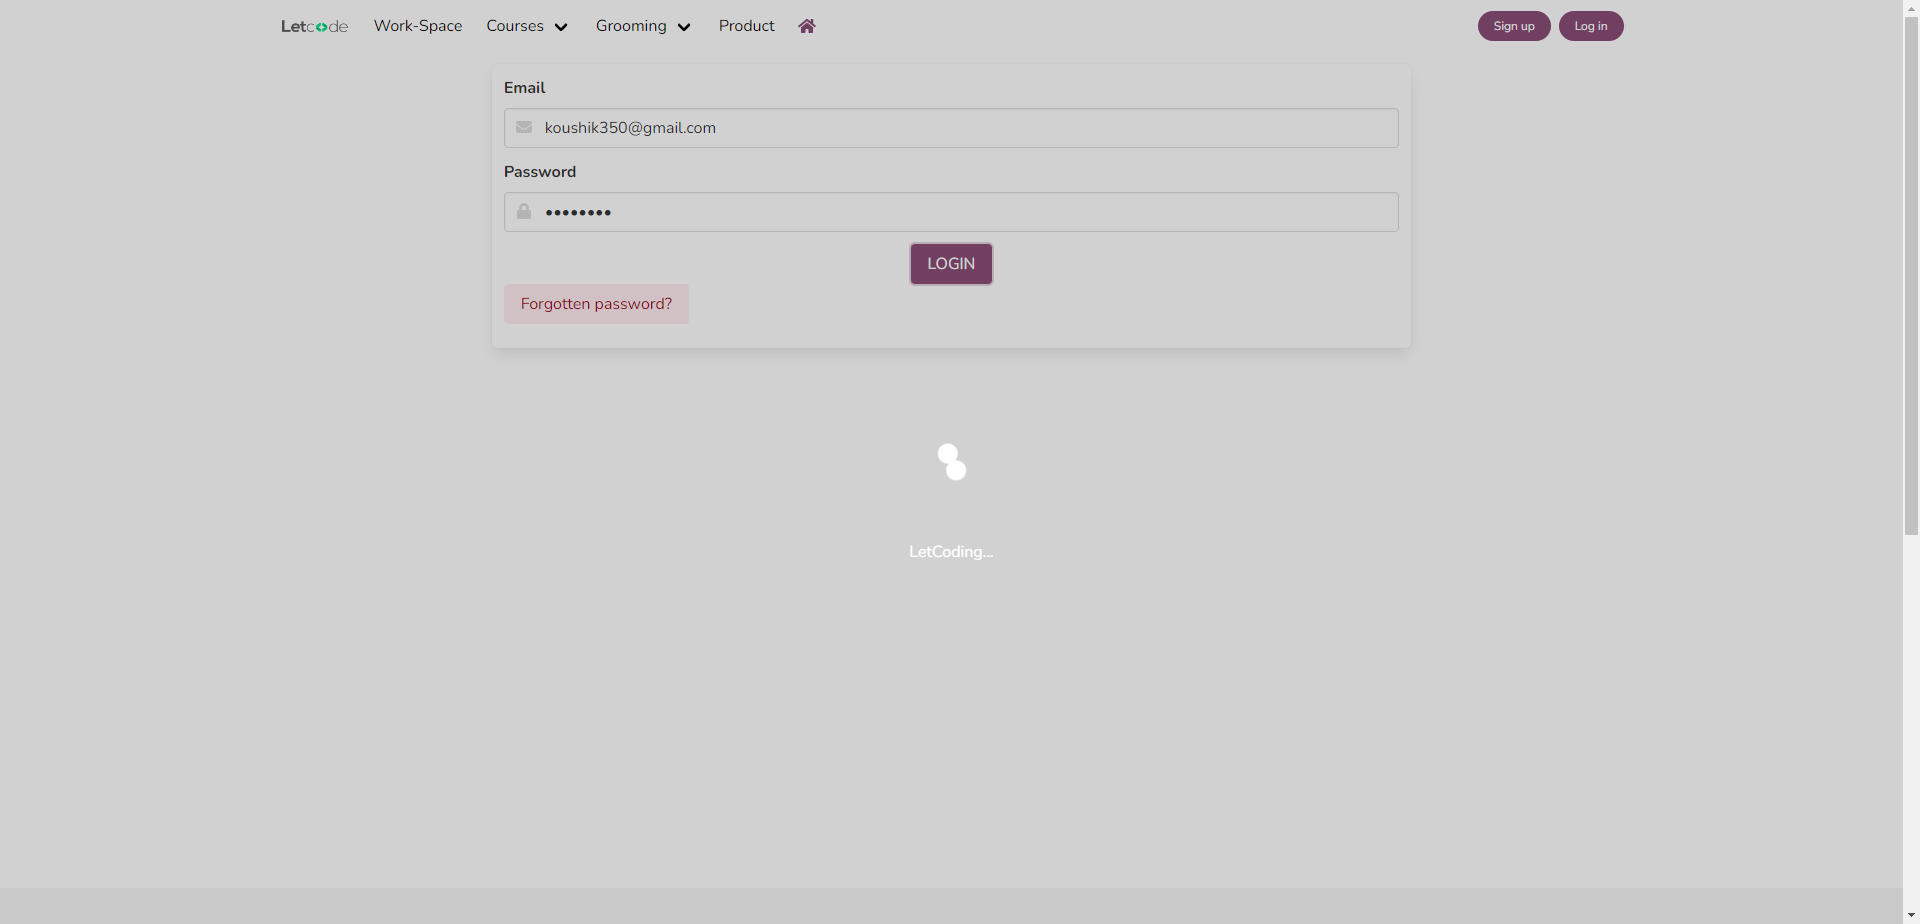 Letcode Work-Space Courses Grooming Product Sign up Log in
Email
koushik350@gmail.com
Password
••••••••
LOGIN
Forgotten password?
LetCoding...